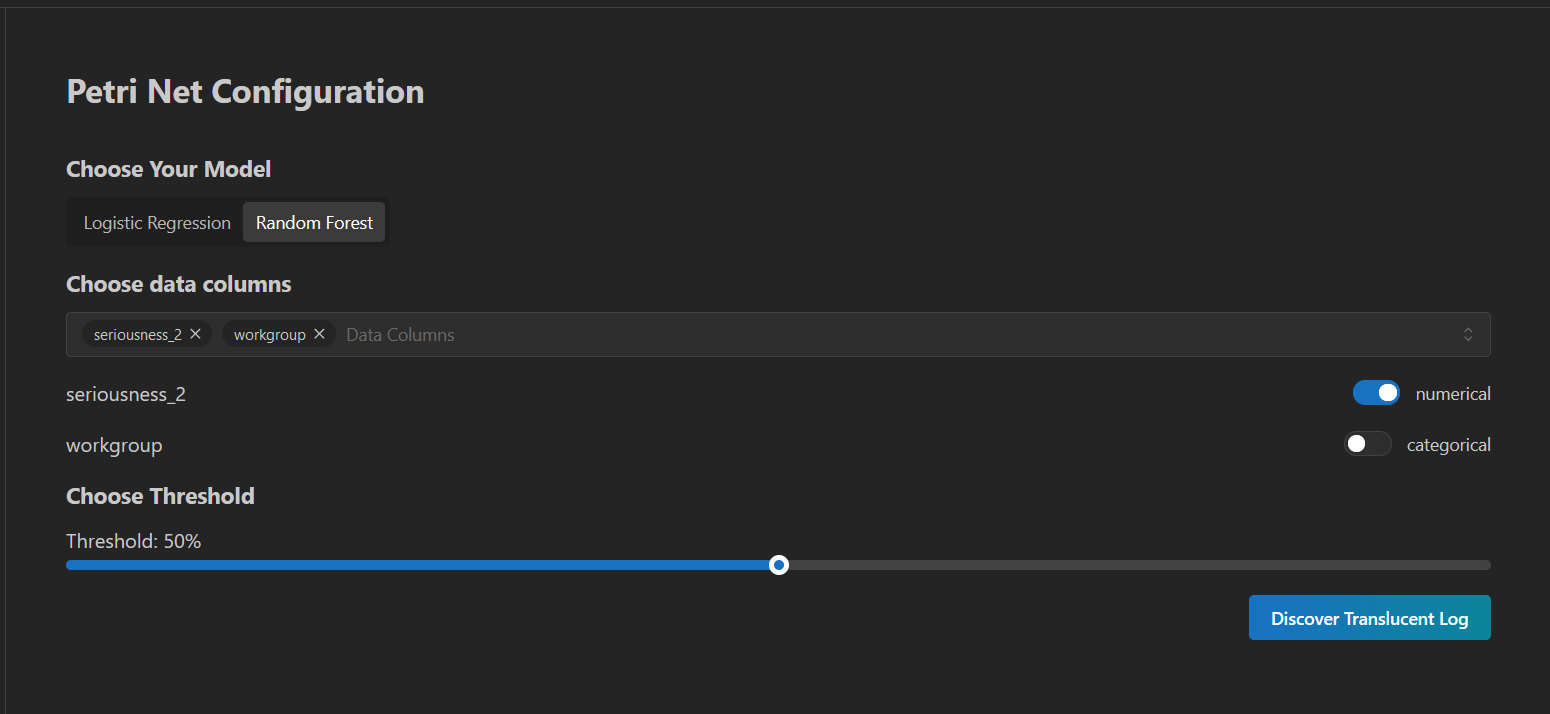 Petri Net Configuration
Choose Your Model
Logistic Regression Random Forest
Choose data columns
seriousness_2 workgroup Data Columns
seriousness_2 numerical
workgroup categorical
Choose Threshold
Threshold: 50%
Discover Translucent Log